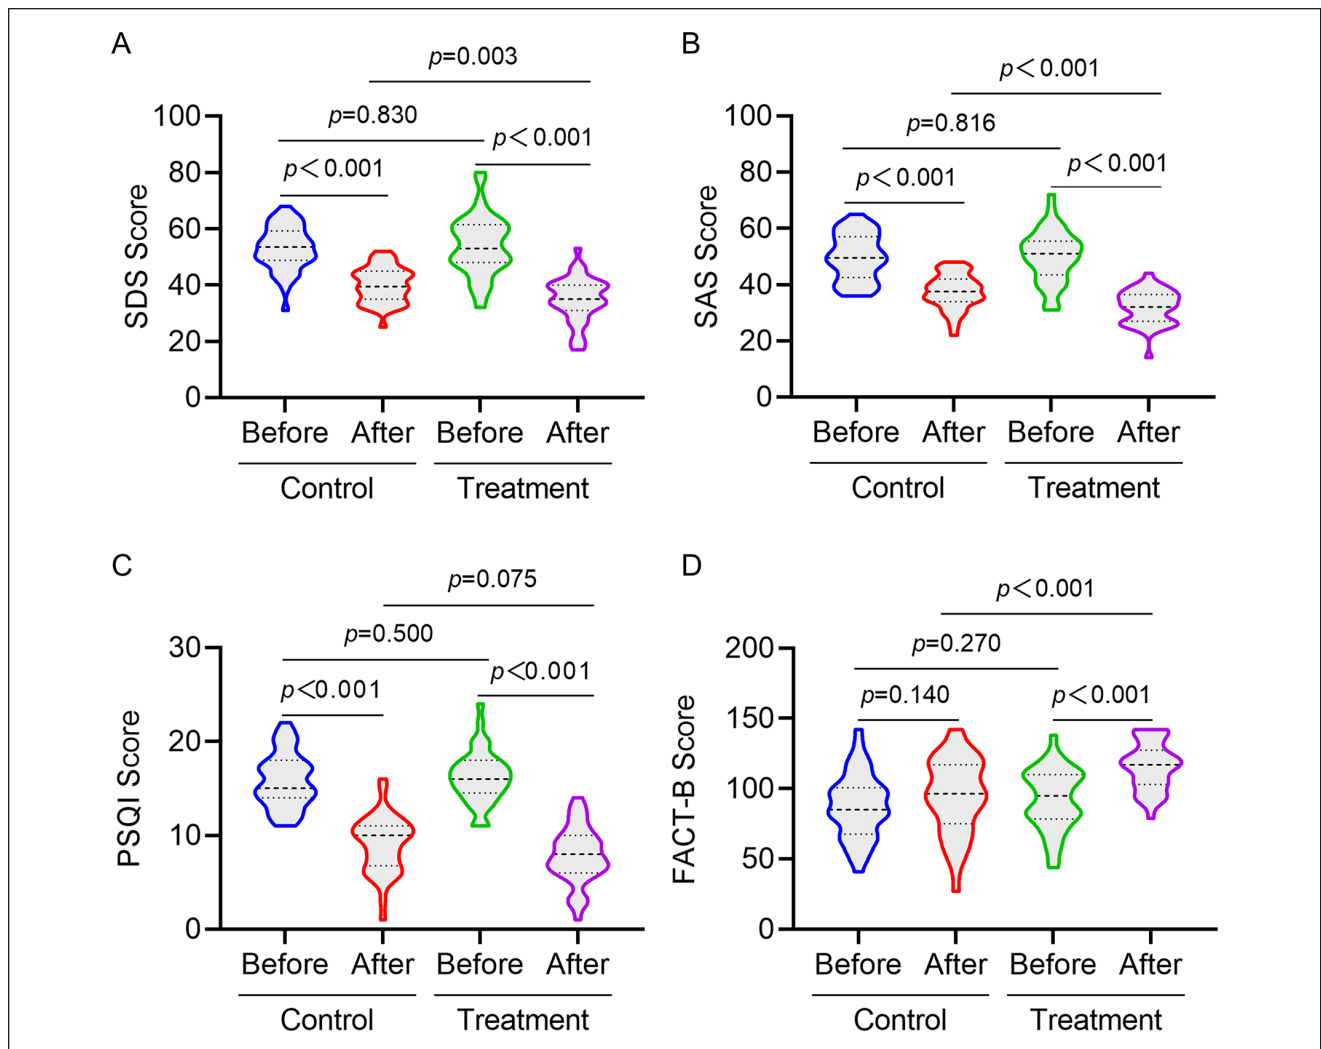 A
p=0.003
p=0.830
p＜0.001
p＜0.001
SDS Score
100
80
60
40
20
0
Before After Before After
Control Treatment
B
p＜0.001
p=0.816
p＜0.001
p＜0.001
SAS Score
100
80
60
40
20
0
Before After Before After
Control Treatment
C
p=0.075
p=0.500
p<0.001
p＜0.001
PSQI Score
30
20
10
0
Before After Before After
Control Treatment
D
p＜0.001
p=0.270
p=0.140
p＜0.001
FACT-B Score
200
150
100
50
0
Before After Before After
Control Treatment